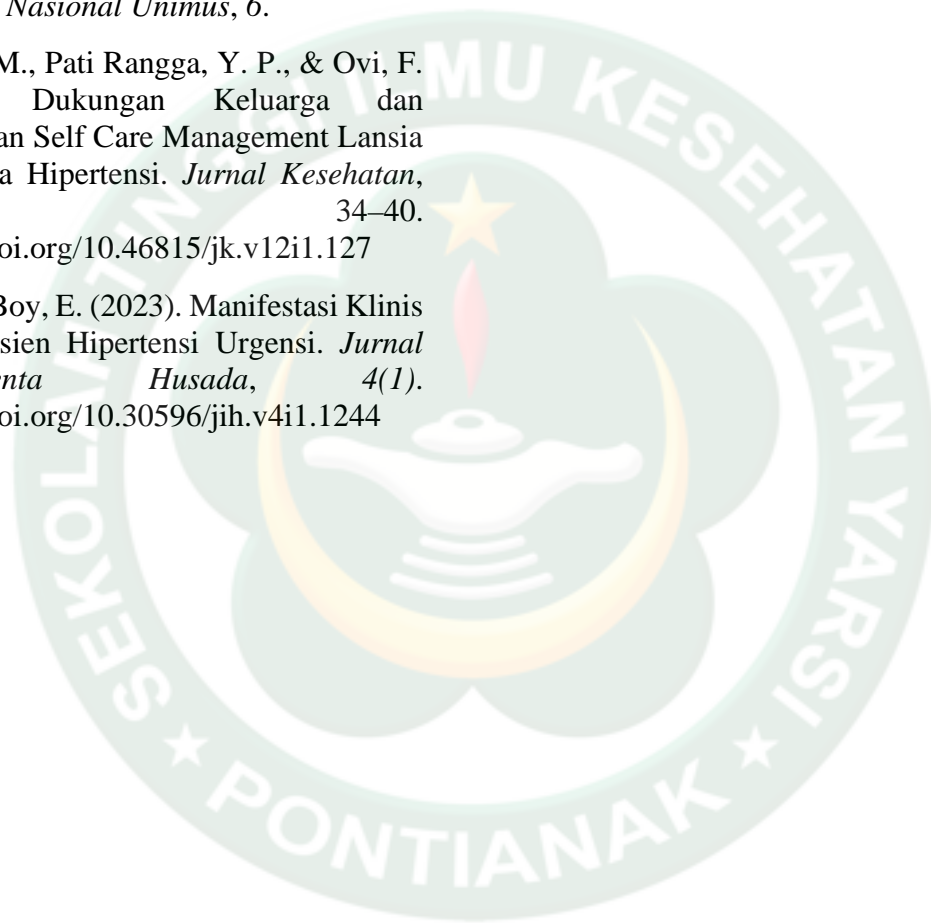 Nasional Unimus, 6.
M., Pati Rangga, Y. P., & Ovi, F.
Dukungan Keluarga dan
an Self Care Management Lansia
a Hipertensi. Jurnal Kesehatan,
34–40.
oi.org/10.46815/jk.v12i1.127
Boy, E. (2023). Manifestasi Klinis
sien Hipertensi Urgensi. Jurnal
enta Husada, 4(1).
oi.org/10.30596/jih.v4i1.1244
SEKOLAH TINGGI ILMU KESEHATAN YARSI
PONTIANAK